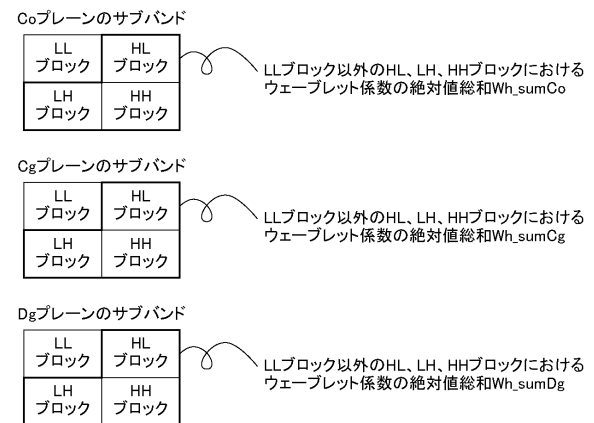 Coプレーンのサブバンド
LL HL
ブロック ブロック
LLブロック以外のHL、LH、HHブロックにおける
ウェーブレット係数の絶対値総和Wh_sumCo
LH HH
ブロック ブロック
Cgプレーンのサブバンド
LL HL
ブロック ブロック
LLブロック以外のHL、LH、HHブロックにおける
ウェーブレット係数の絶対値総和Wh_sumCg
LH HH
ブロック ブロック
Dgプレーンのサブバンド
LL HL
ブロック ブロック
LLブロック以外のHL、LH、HHブロックにおける
ウェーブレット係数の絶対値総和Wh_sumDg
LH HH
ブロック ブロック